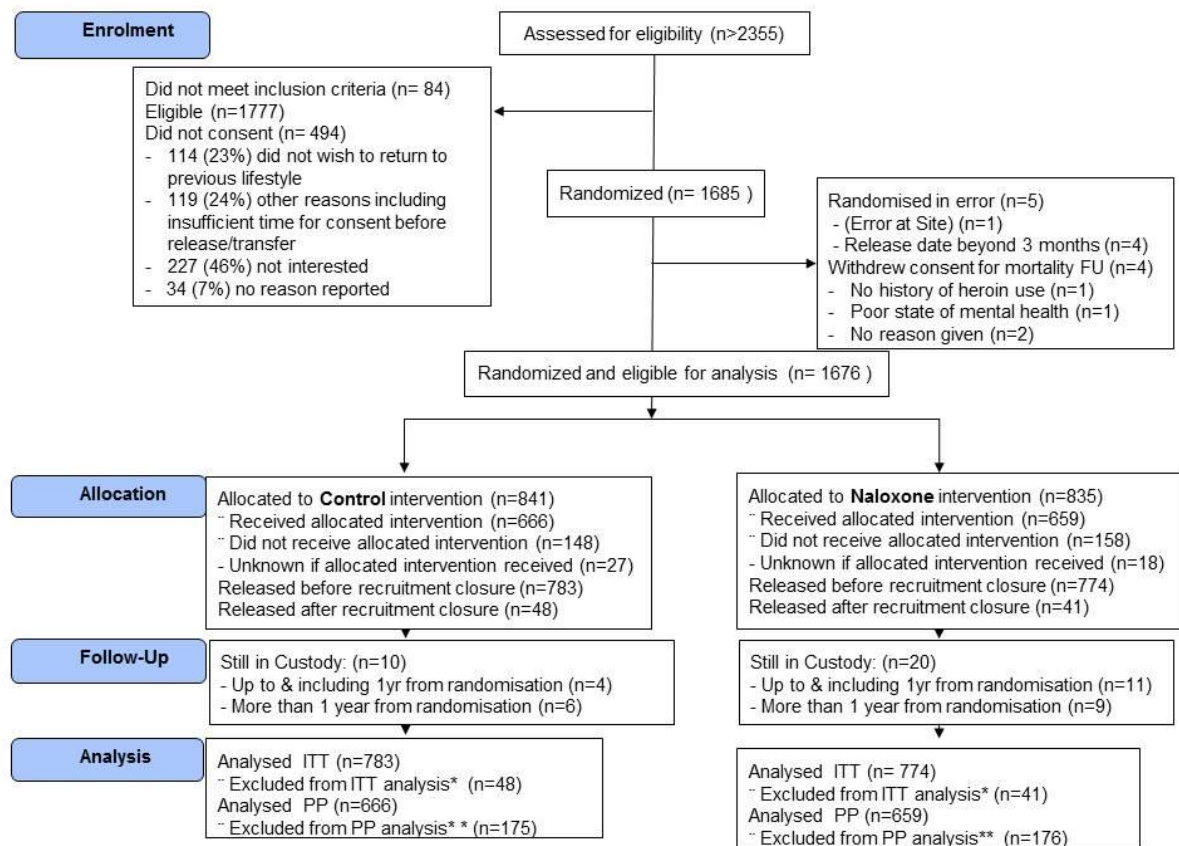 Enrolment
Assessed for eligibility (n>2355)
Did not meet inclusion criteria (n= 84)
Eligible (n=1777)
Did not consent (n= 494)
- 114 (23%) did not wish to return to
previous lifestyle
- 119 (24%) other reasons including
insufficient time for consent before
release/transfer
- 227 (46%) not interested
- 34 (7%) no reason reported
Randomized (n= 1685 )
Randomised in error (n=5)
- (Error at Site) (n=1)
- Release date beyond 3 months (n=4)
Withdrew consent for mortality FU (n=4)
- No history of heroin use (n=1)
- Poor state of mental health (n=1)
- No reason given (n=2)
Randomized and eligible for analysis (n= 1676 )
Allocation
Allocated to Control intervention (n=841)
¨ Received allocated intervention (n=666)
¨ Did not receive allocated intervention (n=148)
- Unknown if allocated intervention received (n=27)
Released before recruitment closure (n=783)
Released after recruitment closure (n=48)
Allocated to Naloxone intervention (n=835)
¨ Received allocated intervention (n=659)
¨ Did not receive allocated intervention (n=158)
- Unknown if allocated intervention received (n=18)
Released before recruitment closure (n=774)
Released after recruitment closure (n=41)
Follow-Up
Still in Custody: (n=10)
- Up to & including 1yr from randomisation (n=4)
- More than 1 year from randomisation (n=6)
Still in Custody: (n=20)
- Up to & including 1yr from randomisation (n=11)
- More than 1 year from randomisation (n=9)
Analysis
Analysed ITT (n=783)
¨ Excluded from ITT analysis* (n=48)
Analysed PP (n=666)
¨ Excluded from PP analysis* * (n=175)
Analysed ITT (n= 774)
¨ Excluded from ITT analysis* (n=41)
Analysed PP (n=659)
¨ Excluded from PP analysis** (n=176)